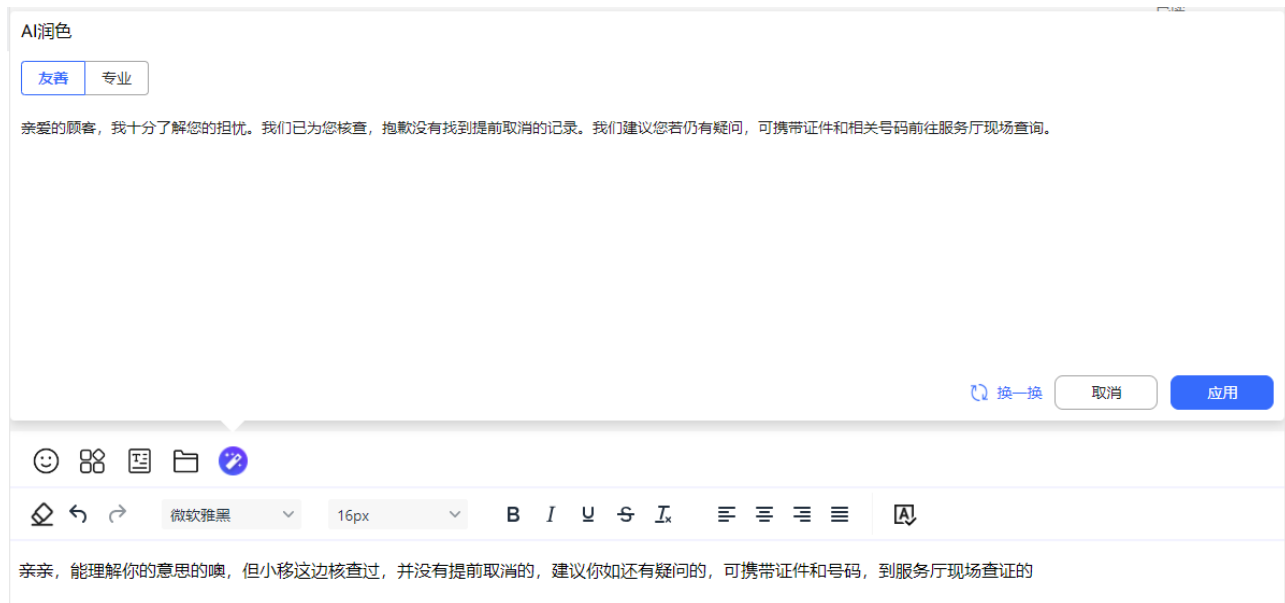 AI润色
友善 专业
亲爱的顾客，我十分了解您的担忧。我们已为您核查，抱歉没有找到提前取消的记录。我们建议您若仍有疑问，可携带证件和相关号码前往服务厅现场查询。
换一换 取消 应用
微软雅黑 16px B I U S Ix A
亲亲，能理解你的意思的噢，但小移这边核查过，并没有提前取消的，建议你如还有疑问的，可携带证件和号码，到服务厅现场查证的